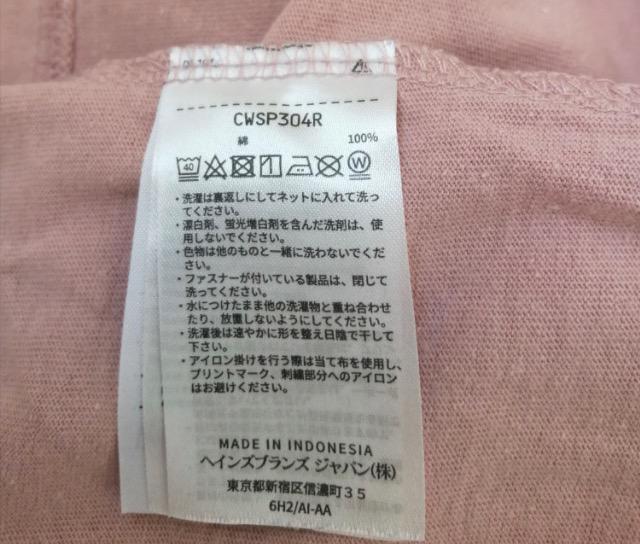 CWSP304R
綿 100%
40 W
・洗濯は裏返しにしてネットに入れて洗っ
てください。
・漂白剤、蛍光増白剤を含んだ洗剤は、使
用しないでください。
・色物は他のものと一緒に洗わないでくだ
さい。
・ファスナーが付いている製品は、閉じて
洗ってください。
・水につけたまま他の洗濯物と重ね合わせ
たり、放置しないようにしてください。
・洗濯後は速やかに形を整え日陰で干して
下さい。
・アイロン掛けを行う際は当て布を使用し、
プリントマーク、刺繍部分へのアイロン
はお避けください。
MADE IN INDONESIA
ヘインズブランズ ジャパン(株)
東京都新宿区信濃町35
6H2/AI-AA